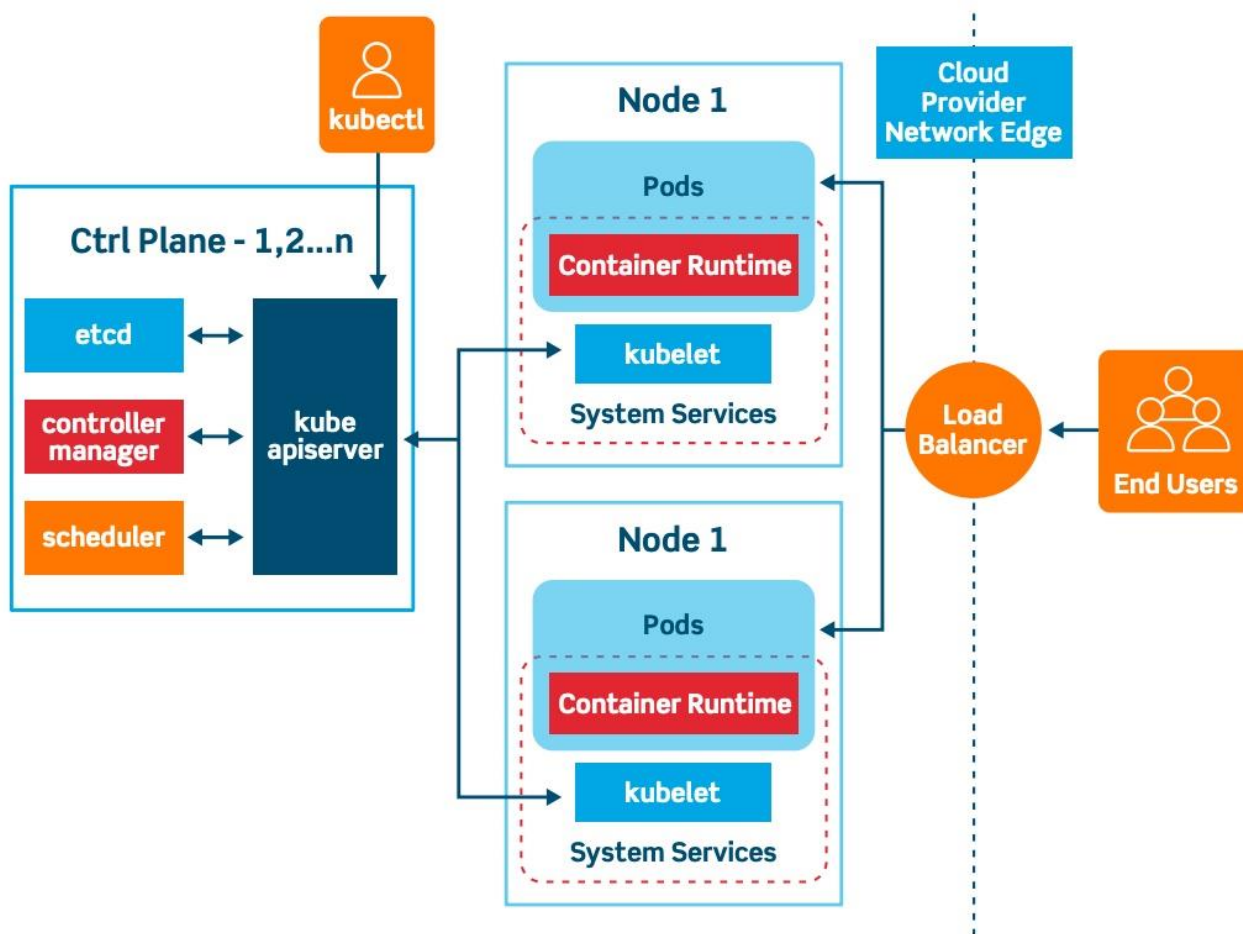 kubectl
Ctrl Plane - 1,2...n
etcd
controller
manager
scheduler
kube
apiserver
Node 1
Pods
Container Runtime
kubelet
System Services
Node 1
Pods
Container Runtime
kubelet
System Services
Cloud
Provider
Network Edge
Load
Balancer
End Users